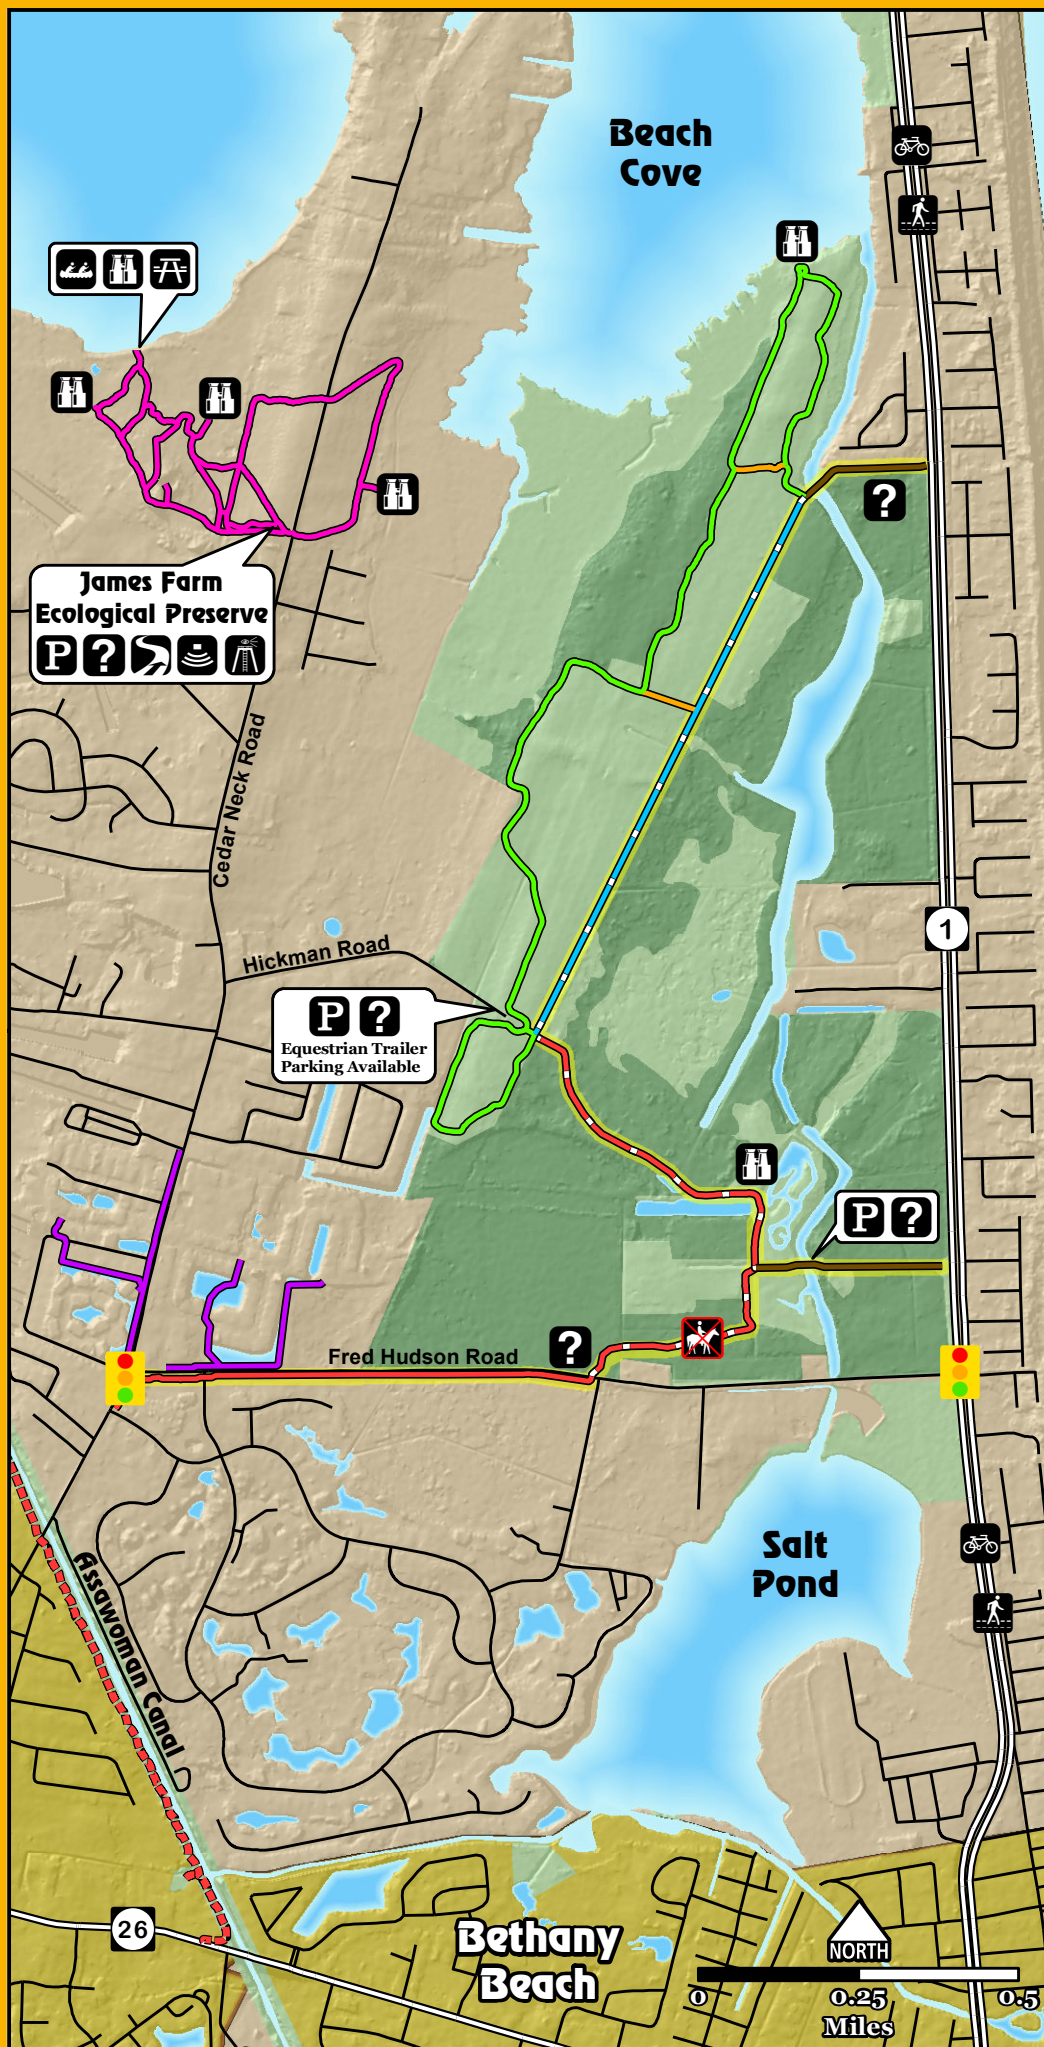 Beach
Cove
James Farm
Ecological Preserve
P ?
?
Cedar Neck Road
1
Hickman Road
P ?
Equestrian Trailer
Parking Available
P ?
?
Fred Hudson Road
Salt
Pond
Assawoman Canal
26
Bethany
Beach
NORTH
0 0.25 0.5
Miles